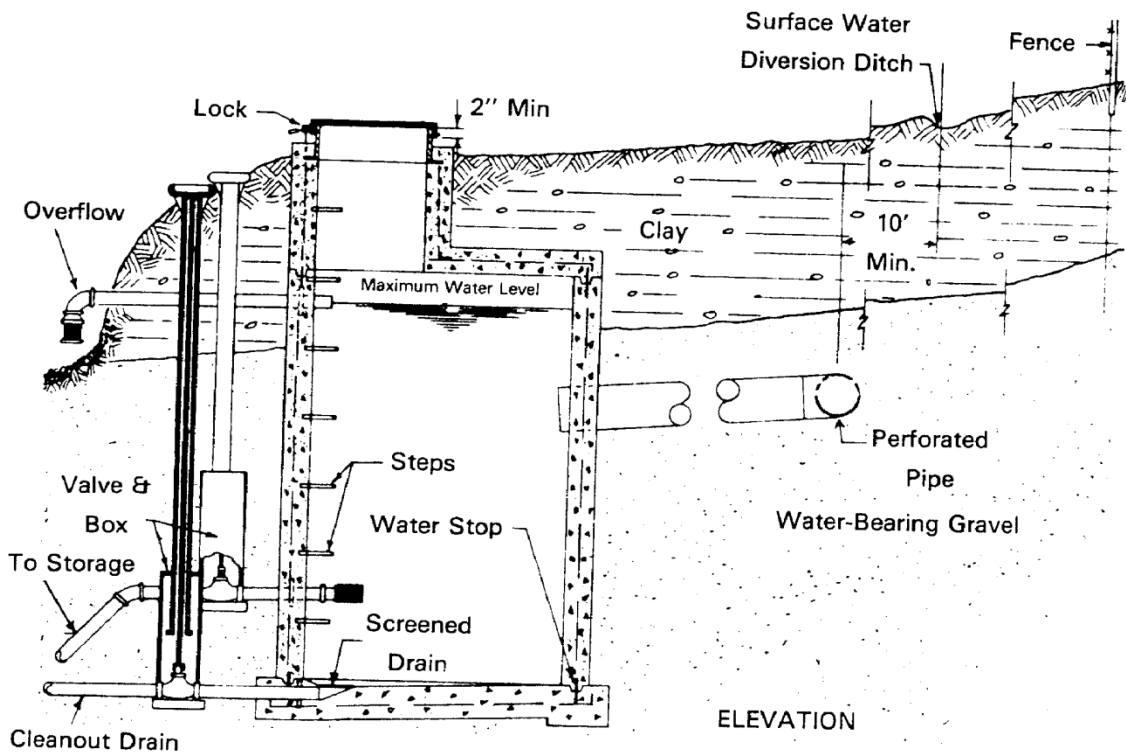 Surface Water
Diversion Ditch
Fence
Lock
2" Min
Overflow
Clay
10'
Min.
Maximum Water Level
Valve &
Box
Steps
Perforated
Pipe
Water Stop
Water-Bearing Gravel
To Storage
Screened
Drain
Cleanout Drain
ELEVATION